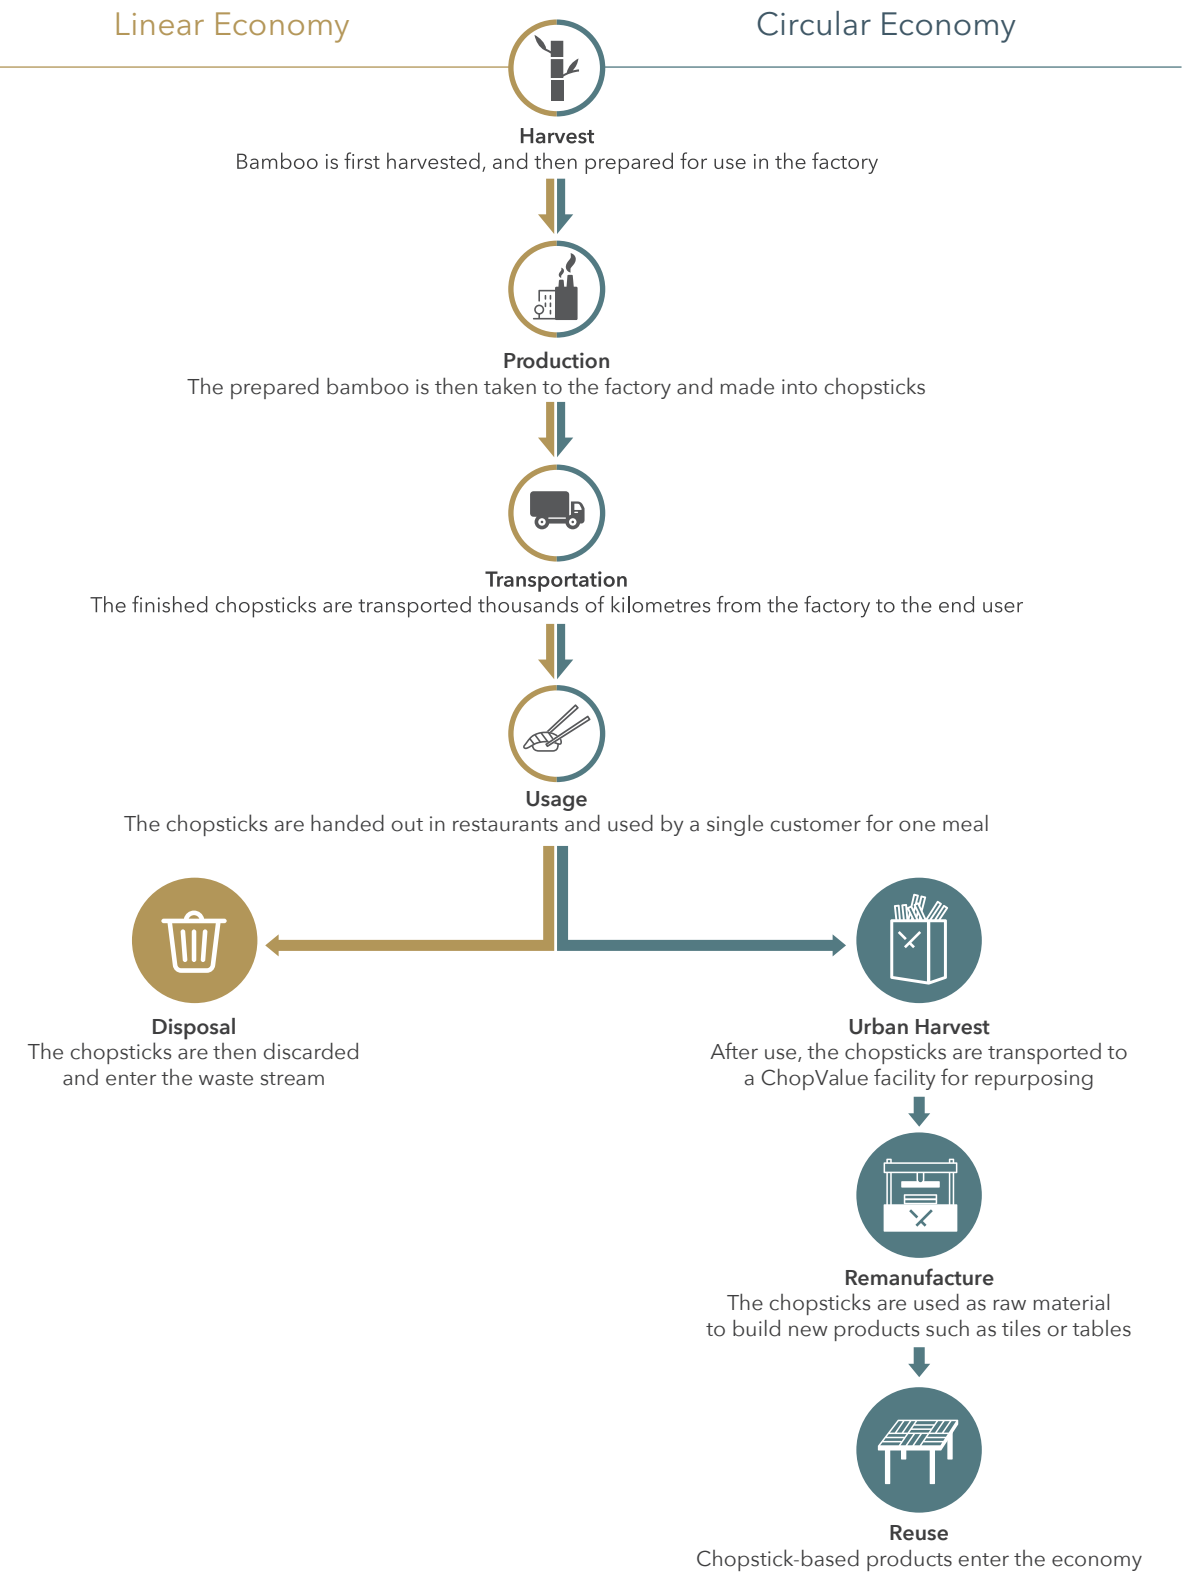 Linear Economy
Circular Economy
Harvest
Bamboo is first harvested, and then prepared for use in the factory
Production
The prepared bamboo is then taken to the factory and made into chopsticks
Transportation
The finished chopsticks are transported thousands of kilometres from the factory to the end user
Usage
The chopsticks are handed out in restaurants and used by a single customer for one meal
Disposal
The chopsticks are then discarded
and enter the waste stream
Urban Harvest
After use, the chopsticks are transported to
a ChopValue facility for repurposing
Remanufacture
The chopsticks are used as raw material
to build new products such as tiles or tables
Reuse
Chopstick-based products enter the economy